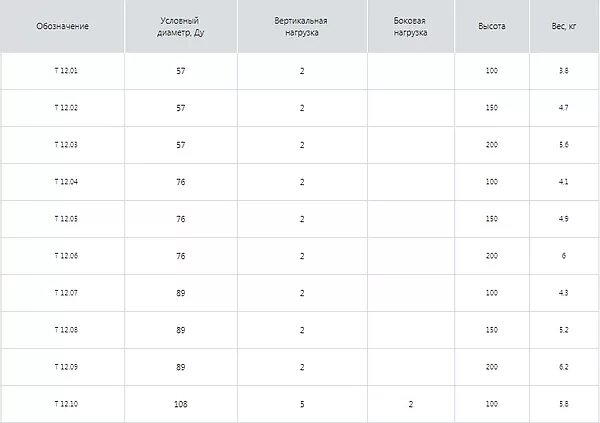 Обозначение Условный диаметр, Ду Вертикальная нагрузка Боковая нагрузка Высота Вес, кг
Т 12.01 57 2 100 3.8
Т 12.02 57 2 150 4.7
Т 12.03 57 2 200 5.6
Т 12.04 76 2 100 4.1
Т 12.05 76 2 150 4.9
Т 12.06 76 2 200 6
Т 12.07 89 2 100 4.3
Т 12.08 89 2 150 5.2
Т 12.09 89 2 200 6.2
Т 12.10 108 5 2 100 5.8